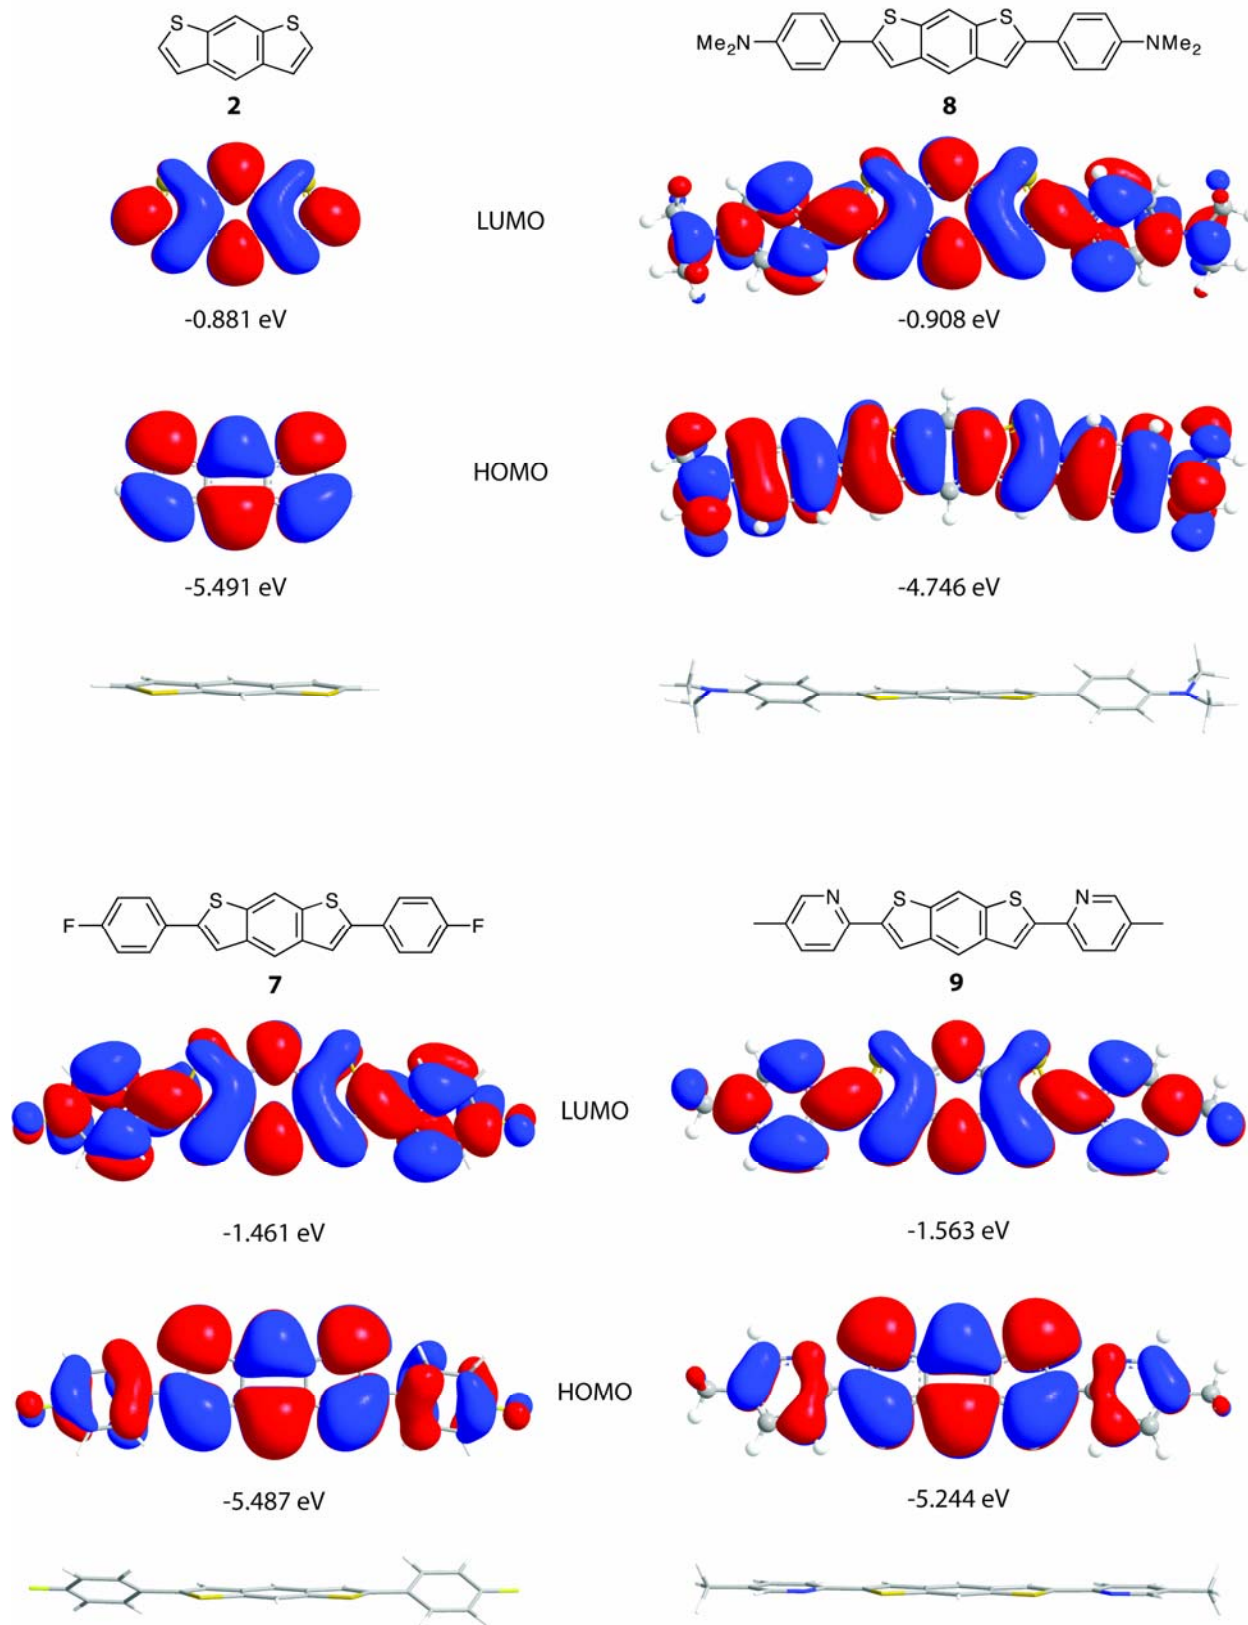 S S
2
S S
Me2N NMe2
8
LUMO
-0.881 eV
-0.908 eV
HOMO
-5.491 eV
-4.746 eV
S S
F F
7
N S S N
9
LUMO
-1.461 eV
-1.563 eV
HOMO
-5.487 eV
-5.244 eV